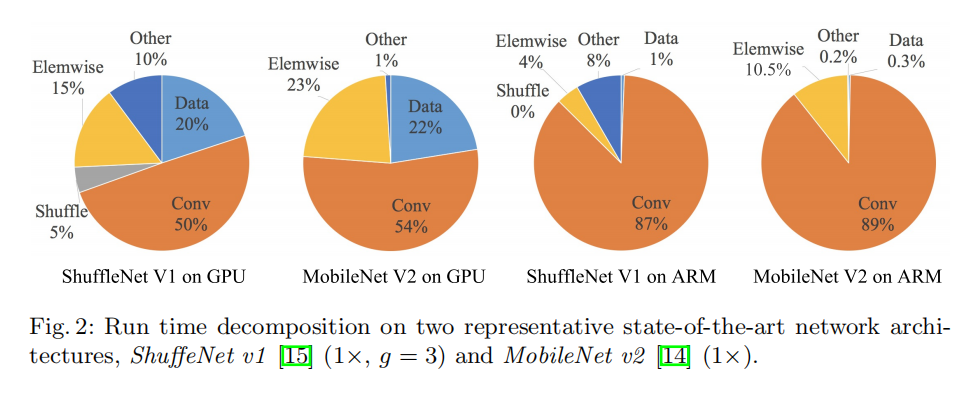 Other
10%
Elemwise
15%
Data
20%
Conv
50%
Shuffle
5%
ShuffleNet V1 on GPU
Other
1%
Elemwise
23%
Data
22%
Conv
54%
MobileNet V2 on GPU
Elemwise
4%
Other
8%
Data
1%
Shuffle
0%
Conv
87%
ShuffleNet V1 on ARM
Elemwise
10.5%
Other
0.2%
Data
0.3%
Conv
89%
MobileNet V2 on ARM
Fig. 2: Run time decomposition on two representative state-of-the-art network archi-
tectures, ShuffeNet v1 [15] (1×, g = 3) and MobileNet v2 [14] (1×).